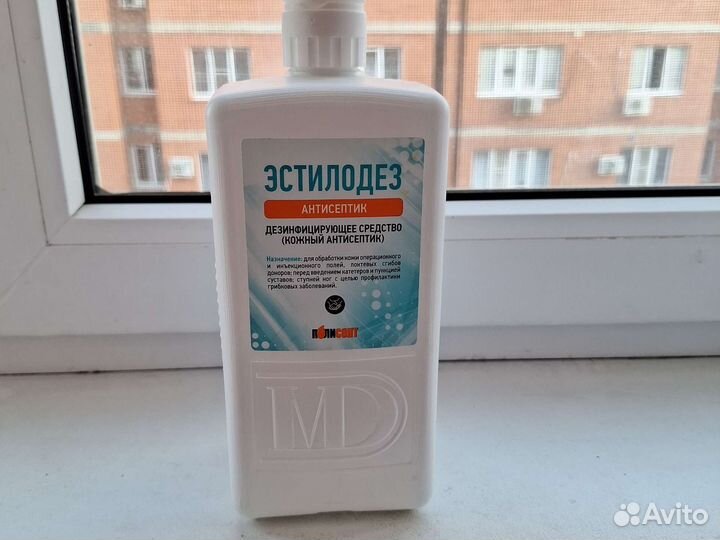 ЭСТИЛОДЕЗ
АНТИСЕПТИК
ДЕЗИНФИЦИРУЮЩЕЕ СРЕДСТВО
(КОЖНЫЙ АНТИСЕПТИК)
Назначение: для обработки кожи операционного
и инъекционного полей, локтевых сгибов
доноров; перед введением катетеров и пункцией
суставов; ступней ног с целью профилактики
грибковых заболеваний.
полисепт
MD
Avito